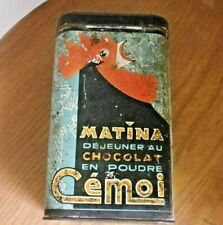 MATINA
DÉJEUNER AU
CHOCOLAT
EN POUDRE
Cémoi